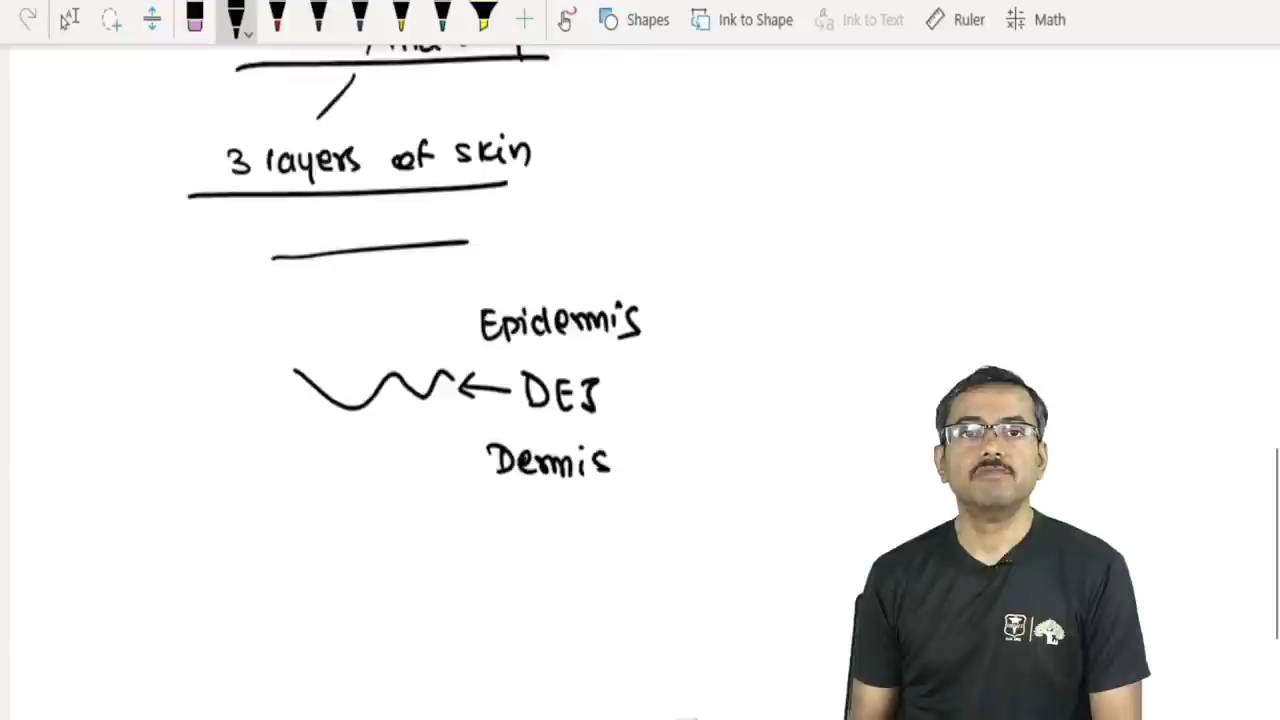 Shapes Ink to Shape Ink to Text Ruler Math
3 layers of skin
Epidermis
DEJ
Dermis